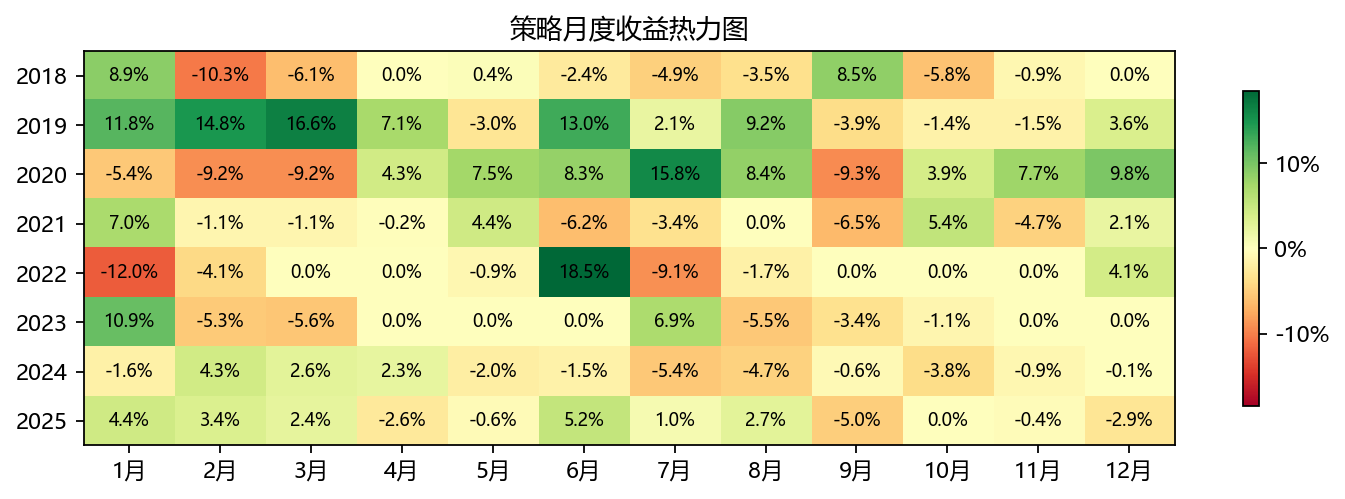 策略月度收益热力图
2018 8.9% -10.3% -6.1% 0.0% 0.4% -2.4% -4.9% -3.5% 8.5% -5.8% -0.9% 0.0%
2019 11.8% 14.8% 16.6% 7.1% -3.0% 13.0% 2.1% 9.2% -3.9% -1.4% -1.5% 3.6%
2020 -5.4% -9.2% -9.2% 4.3% 7.5% 8.3% 15.8% 8.4% -9.3% 3.9% 7.7% 9.8%
2021 7.0% -1.1% -1.1% -0.2% 4.4% -6.2% -3.4% 0.0% -6.5% 5.4% -4.7% 2.1%
2022 -12.0% -4.1% 0.0% 0.0% -0.9% 18.5% -9.1% -1.7% 0.0% 0.0% 0.0% 4.1%
2023 10.9% -5.3% -5.6% 0.0% 0.0% 0.0% 6.9% -5.5% -3.4% -1.1% 0.0% 0.0%
2024 -1.6% 4.3% 2.6% 2.3% -2.0% -1.5% -5.4% -4.7% -0.6% -3.8% -0.9% -0.1%
2025 4.4% 3.4% 2.4% -2.6% -0.6% 5.2% 1.0% 2.7% -5.0% 0.0% -0.4% -2.9%
1月 2月 3月 4月 5月 6月 7月 8月 9月 10月 11月 12月
10%
0%
-10%